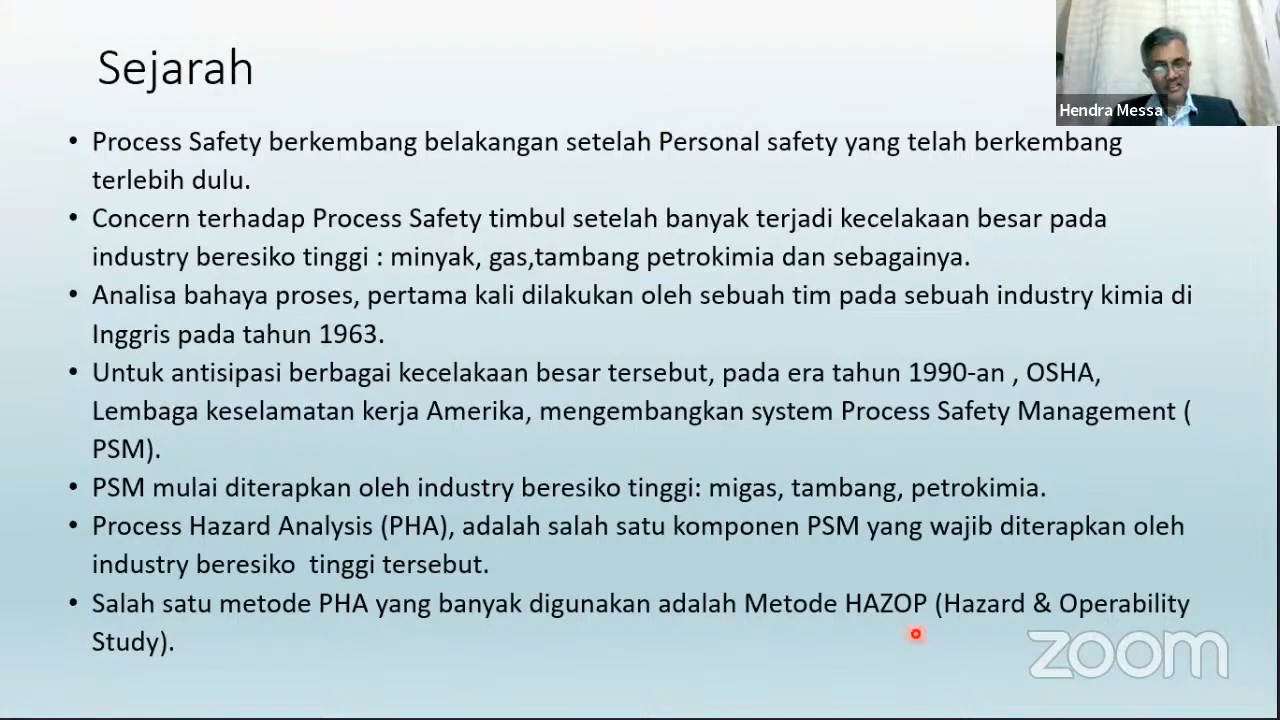 Sejarah
Hendra Messa
• Process Safety berkembang belakangan setelah Personal safety yang telah berkembang
terlebih dulu.
• Concern terhadap Process Safety timbul setelah banyak terjadi kecelakaan besar pada
industry beresiko tinggi : minyak, gas,tambang petrokimia dan sebagainya.
• Analisa bahaya proses, pertama kali dilakukan oleh sebuah tim pada sebuah industry kimia di
Inggris pada tahun 1963.
• Untuk antisipasi berbagai kecelakaan besar tersebut, pada era tahun 1990-an , OSHA,
Lembaga keselamatan kerja Amerika, mengembangkan system Process Safety Management (
PSM).
• PSM mulai diterapkan oleh industry beresiko tinggi: migas, tambang, petrokimia.
• Process Hazard Analysis (PHA), adalah salah satu komponen PSM yang wajib diterapkan oleh
industry beresiko  tinggi tersebut.
• Salah satu metode PHA yang banyak digunakan adalah Metode HAZOP (Hazard & Operability
Study).
zoom